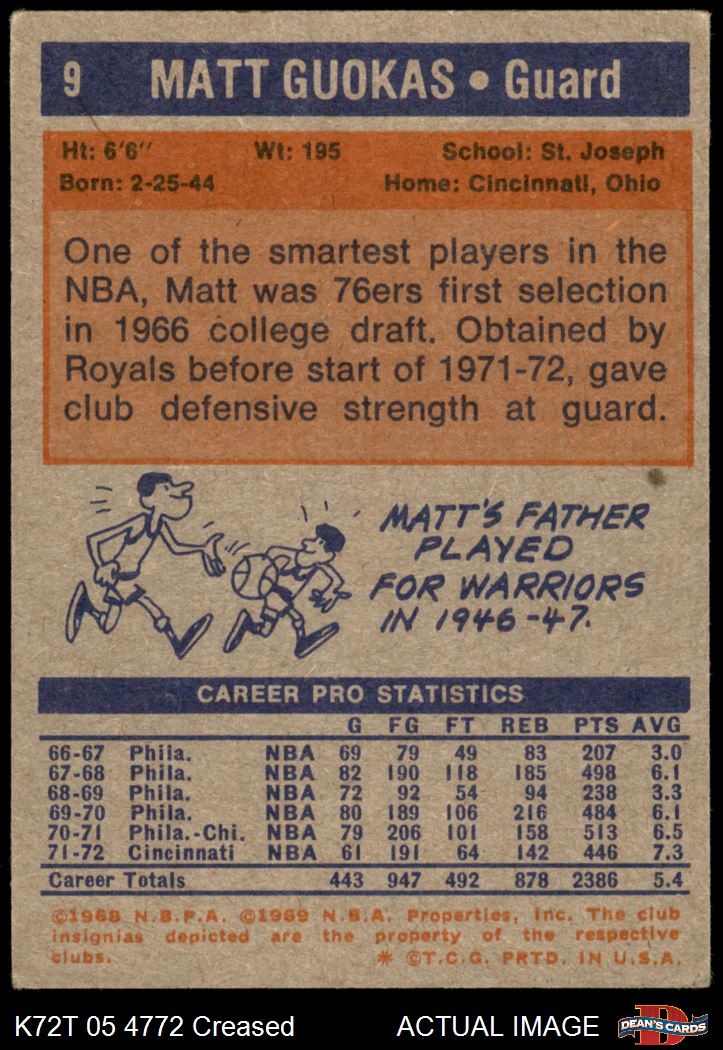 9 MATT GUOKAS • Guard
Ht: 6'6" Wt: 195 School: St. Joseph
Born: 2-25-44 Home: Cincinnati, Ohio
One of the smartest players in the
NBA, Matt was 76ers first selection
in 1966 college draft. Obtained by
Royals before start of 1971-72, gave
club defensive strength at guard.
MATT'S FATHER
PLAYED
FOR WARRIORS
IN 1946-47.
CAREER PRO STATISTICS
G FG FT REB PTS AVG
66-67 Phila. NBA 69 79 49 83 207 3.0
67-68 Phila. NBA 82 190 118 185 498 6.1
68-69 Phila. NBA 72 92 54 94 238 3.3
69-70 Phila. NBA 80 189 106 216 484 6.1
70-71 Phila.-Chi. NBA 79 206 101 158 513 6.5
71-72 Cincinnati NBA 61 191 64 142 446 7.3
Career Totals 443 947 492 878 2386 5.4
©1968 N.B.P.A. ©1969 N.B.A. Properties, Inc. The club
insignias depicted are the property of the respective
clubs. * ©T.C.G. PRTD. IN U.S.A.
K72T 05 4772 Creased ACTUAL IMAGE
D
DEAN'S CARDS